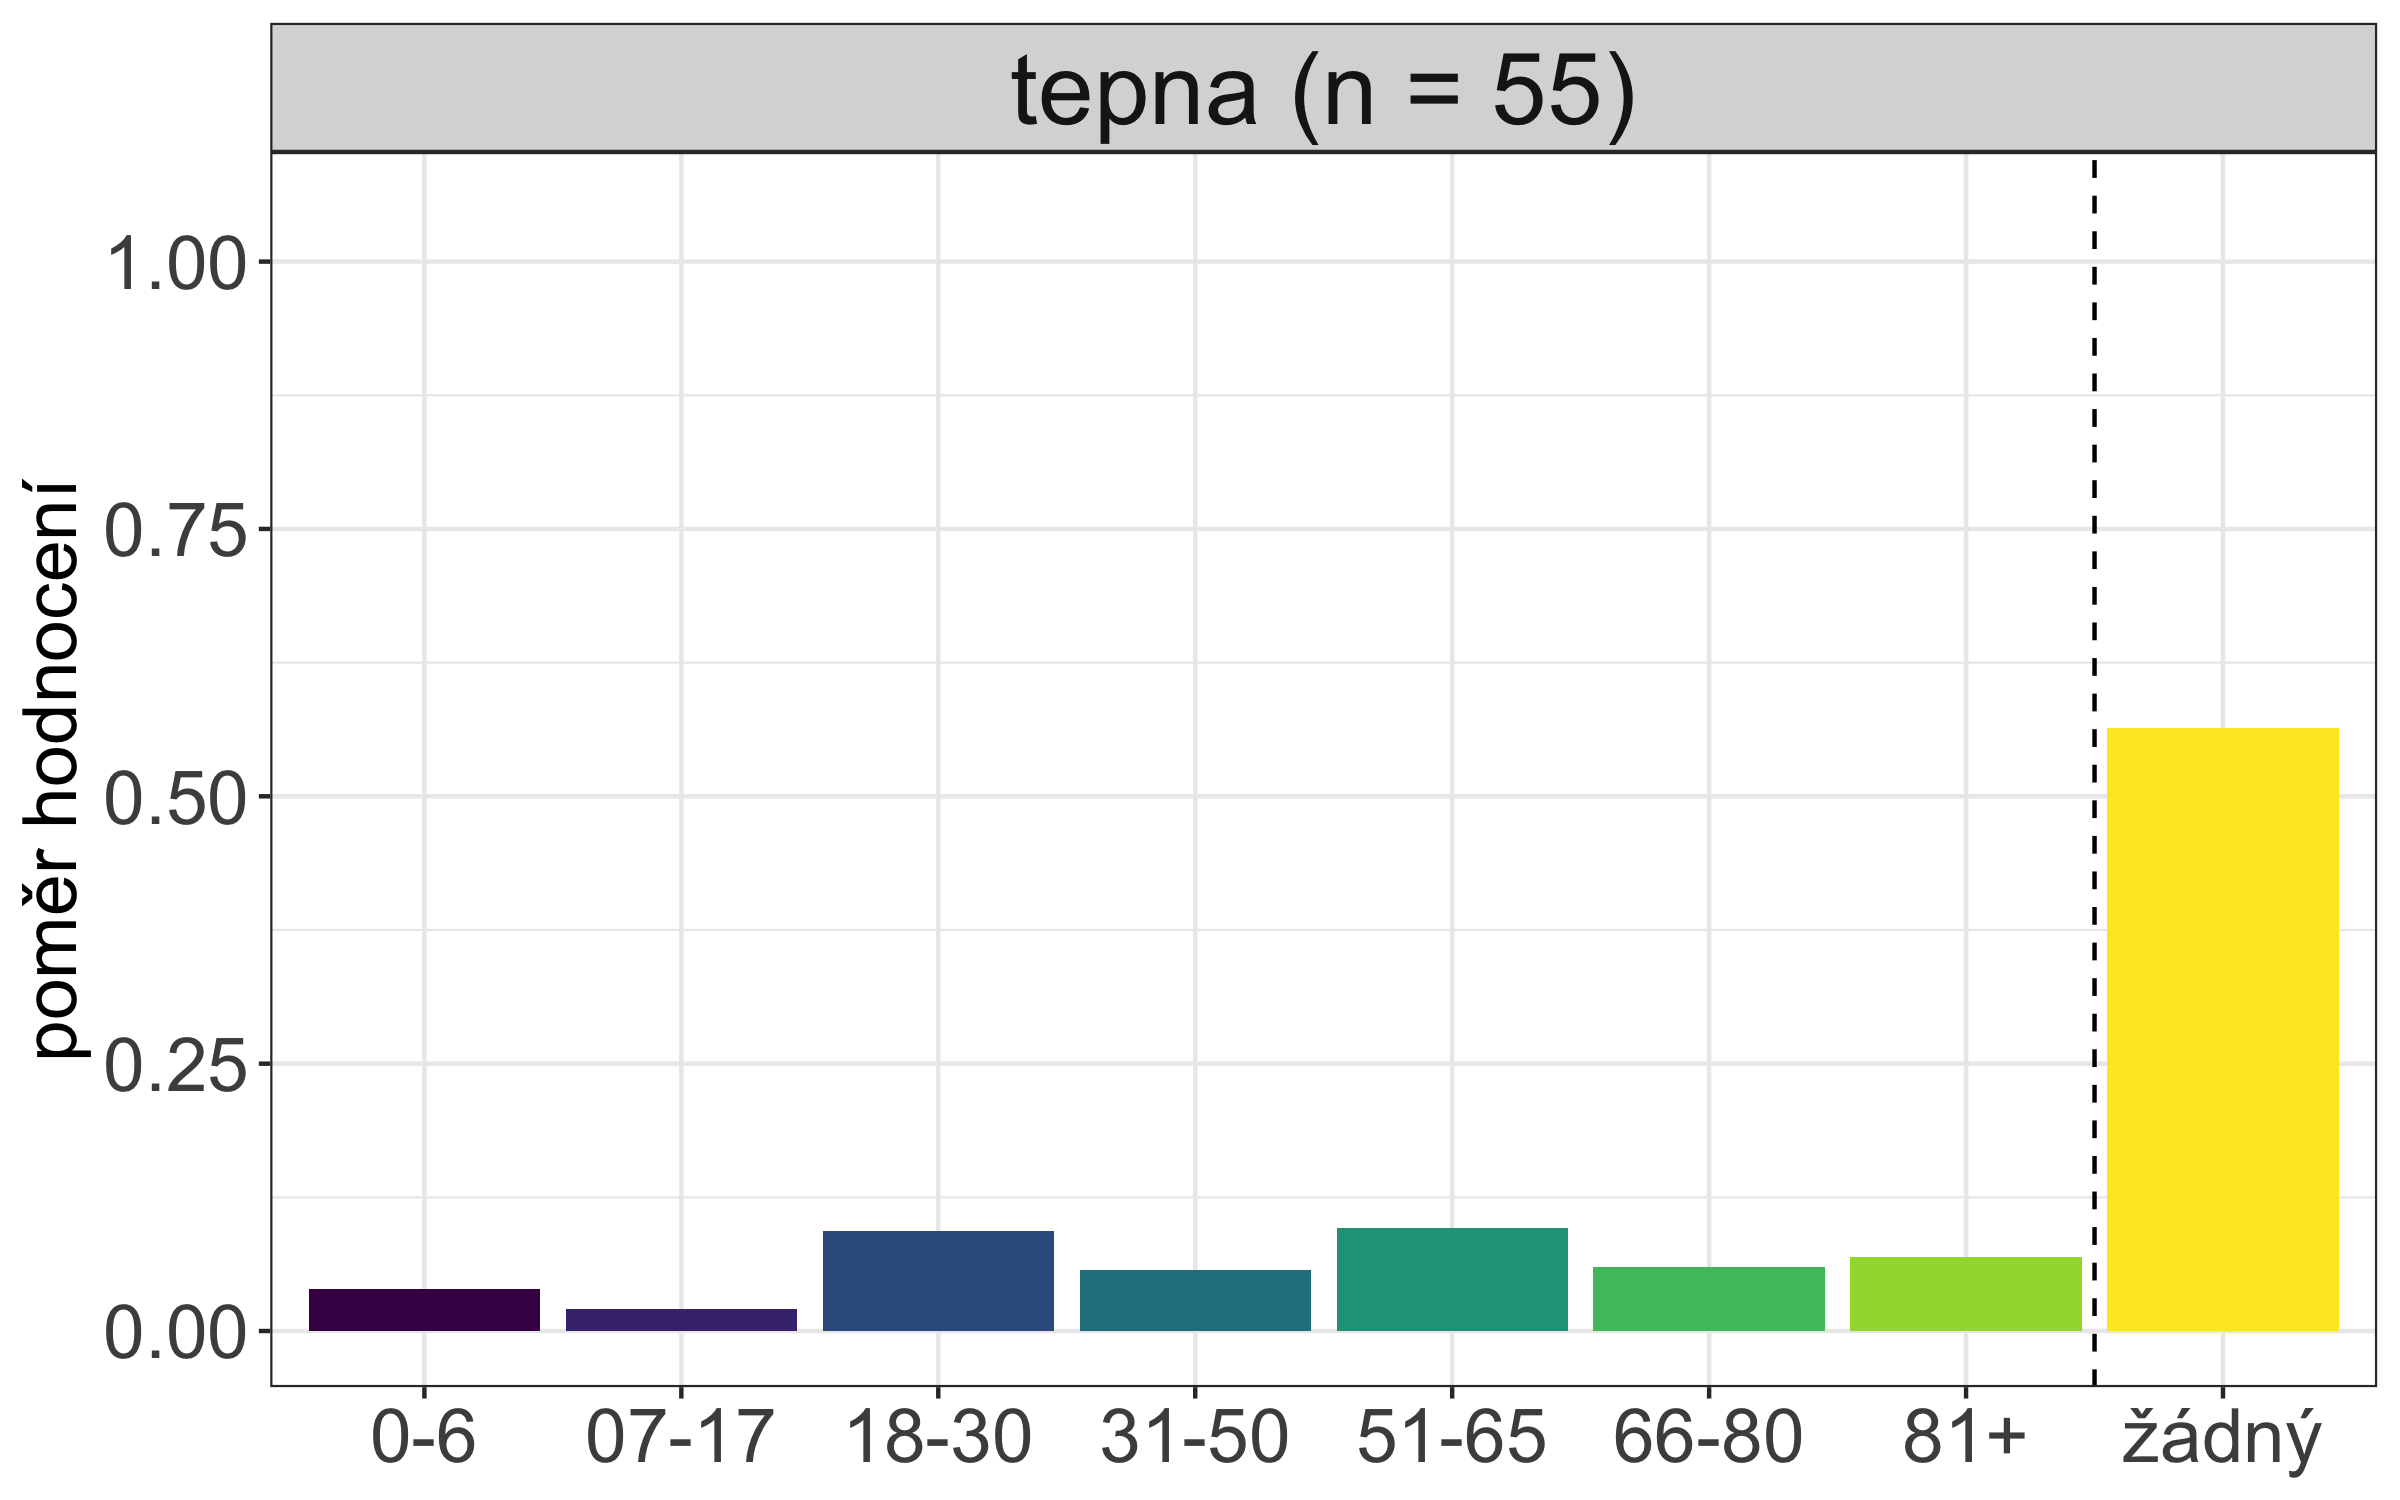 tepna (n = 55)
poměr hodnocení
1.00
0.75
0.50
0.25
0.00
0-6 07-17 18-30 31-50 51-65 66-80 81+ žádný